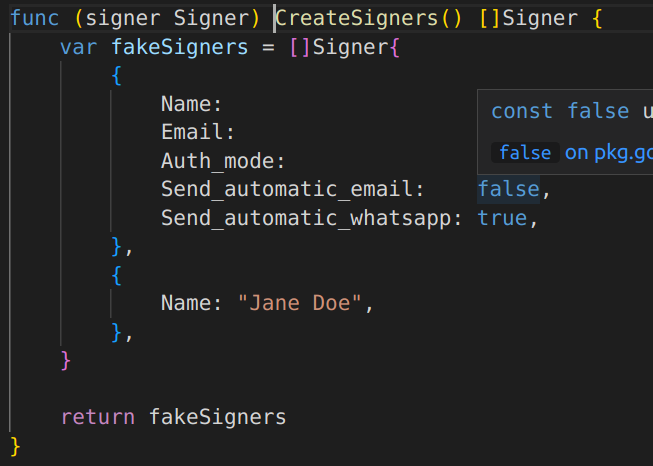 func (signer Signer) CreateSigners() []Signer {
var fakeSigners = []Signer{
{
Name:
Email:
Auth_mode:
Send_automatic_email: false,
Send_automatic_whatsapp: true,
},
{
Name: "Jane Doe",
},
}
return fakeSigners
}
const false u
false on pkg.go